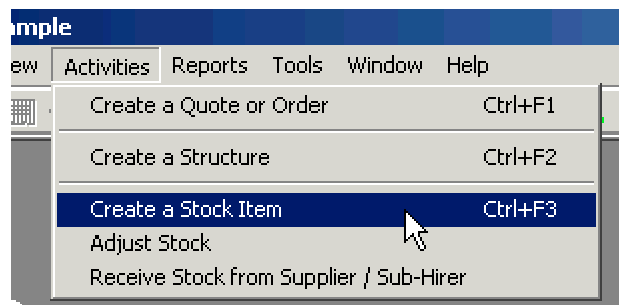 mple
ew Activities Reports Tools Window Help
Create a Quote or Order Ctrl+F1
Create a Structure Ctrl+F2
Create a Stock Item Ctrl+F3
Adjust Stock
Receive Stock from Supplier / Sub-Hirer